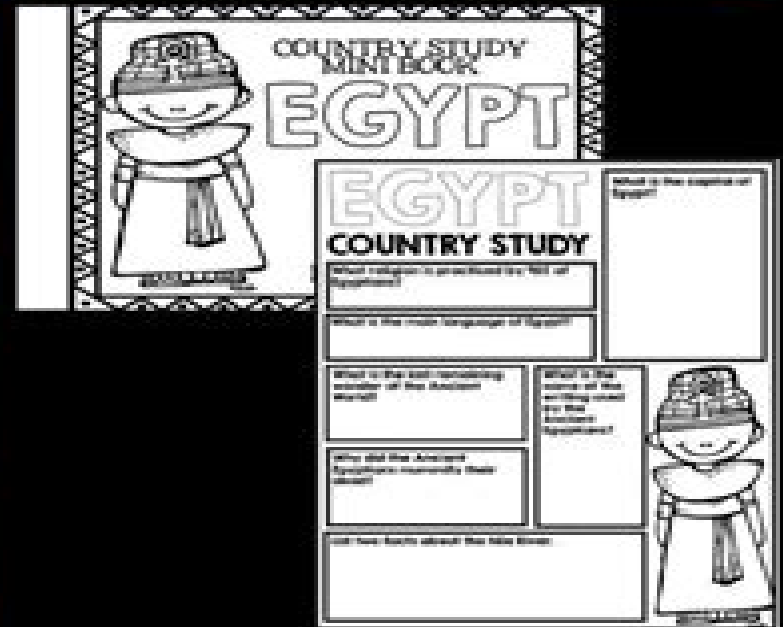 COUNTRY STUDY
MINI BOOK
EGYPT
EGYPT
COUNTRY STUDY
What is the capital of
Egypt?
What religion is practised by 90% of
Egyptians?
What is the main language of Egypt?
What is the last remaining
wonder of the Ancient
World?
What is the
name of the
writing used
by the
Ancient
Egyptians?
Why did the Ancient
Egyptians mummify their
dead?
List two facts about the Nile River.